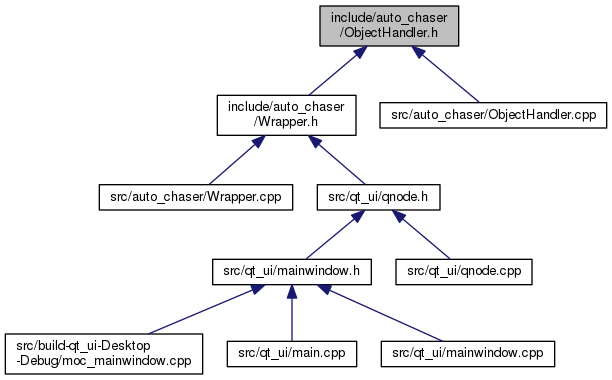 include/auto_chaser
/ObjectHandler.h
include/auto_chaser
/Wrapper.h
src/auto_chaser/ObjectHandler.cpp
src/auto_chaser/Wrapper.cpp
src/qt_ui/qnode.h
src/qt_ui/mainwindow.h
src/qt_ui/qnode.cpp
src/build-qt_ui-Desktop
-Debug/moc_mainwindow.cpp
src/qt_ui/main.cpp
src/qt_ui/mainwindow.cpp